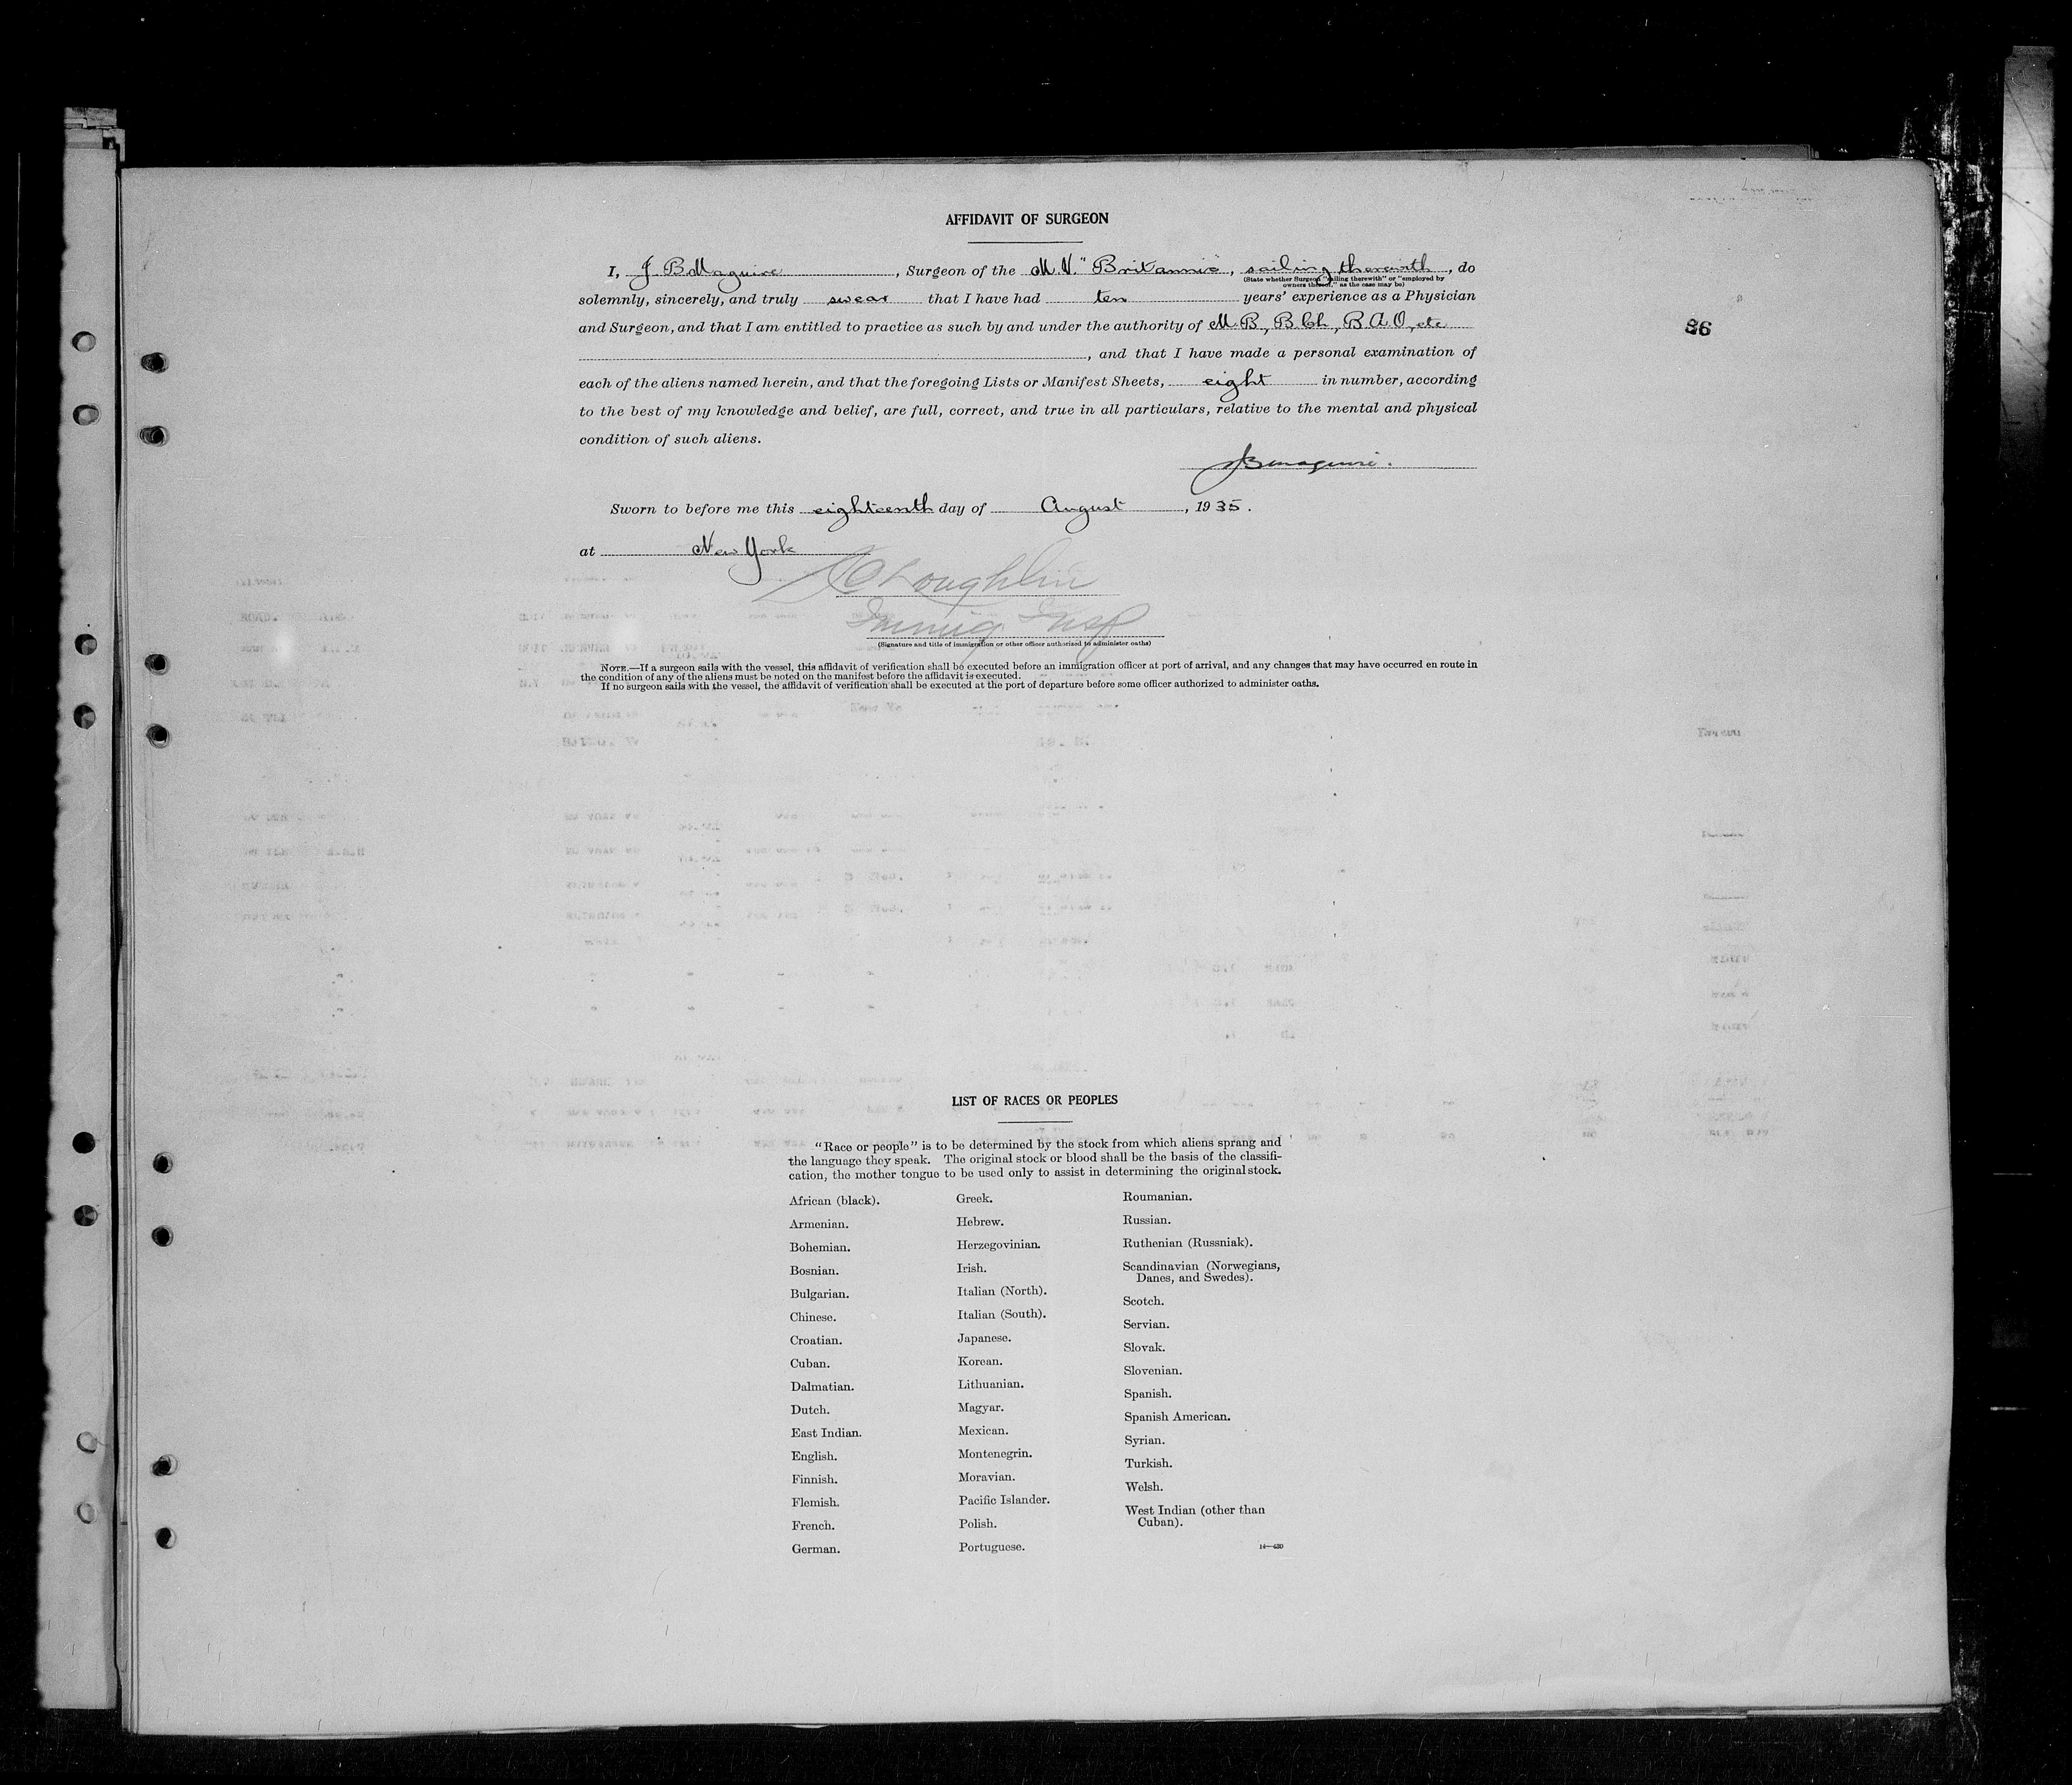 AFFIDAVIT OF SURGEON
I, J B Maguire, Surgeon of the M.V. "Britannic", sailing therewith, do
(State whether Surgeon "sailing therewith" or "employed by
owners thereof," as the case may be)
solemnly, sincerely, and truly swear that I have had ten years' experience as a Physician
and Surgeon, and that I am entitled to practice as such by and under the authority of M.B., B.Ch., B.A.O., etc
86
, and that I have made a personal examination of
each of the aliens named herein, and that the foregoing Lists or Manifest Sheets, eight in number, according
to the best of my knowledge and belief, are full, correct, and true in all particulars, relative to the mental and physical
condition of such aliens.
JBMaguire.
Sworn to before me this eighteenth day of August, 1935.
at New York
Loughlin
Immig Insp
(Signature and title of immigration or other officer authorized to administer oaths)
NOTE.—If a surgeon sails with the vessel, this affidavit of verification shall be executed before an immigration officer at port of arrival, and any changes that may have occurred en route in
the condition of any of the aliens must be noted on the manifest before the affidavit is executed.
If no surgeon sails with the vessel, the affidavit of verification shall be executed at the port of departure before some officer authorized to administer oaths.
LIST OF RACES OR PEOPLES
"Race or people" is to be determined by the stock from which aliens sprang and
the language they speak. The original stock or blood shall be the basis of the classifi-
cation, the mother tongue to be used only to assist in determining the original stock.
African (black).
Armenian.
Bohemian.
Bosnian.
Bulgarian.
Chinese.
Croatian.
Cuban.
Dalmatian.
Dutch.
East Indian.
English.
Finnish.
Flemish.
French.
German.
Greek.
Hebrew.
Herzegovinian.
Irish.
Italian (North).
Italian (South).
Japanese.
Korean.
Lithuanian.
Magyar.
Mexican.
Montenegrin.
Moravian.
Pacific Islander.
Polish.
Portuguese.
Roumanian.
Russian.
Ruthenian (Russniak).
Scandinavian (Norwegians,
Danes, and Swedes).
Scotch.
Servian.
Slovak.
Slovenian.
Spanish.
Spanish American.
Syrian.
Turkish.
Welsh.
West Indian (other than
Cuban).
14—430